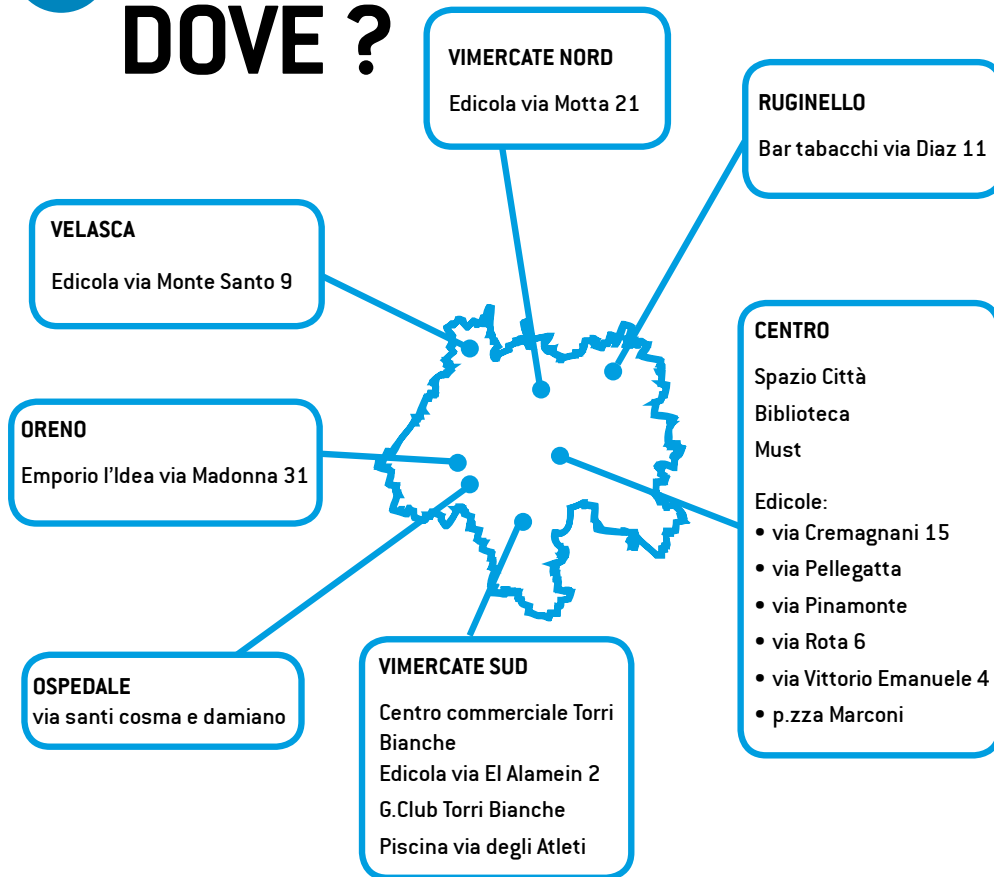 DOVE ?
VIMERCATE NORD
Edicola via Motta 21
RUGINELLO
Bar tabacchi via Diaz 11
VELASCA
Edicola via Monte Santo 9
CENTRO
Spazio Città
Biblioteca
Must
Edicole:
• via Cremagnani 15
• via Pellegatta
• via Pinamonte
• via Rota 6
• via Vittorio Emanuele 4
• p.zza Marconi
ORENO
Emporio l'Idea via Madonna 31
OSPEDALE
via santi cosma e damiano
VIMERCATE SUD
Centro commerciale Torri
Bianche
Edicola via El Alamein 2
G.Club Torri Bianche
Piscina via degli Atleti